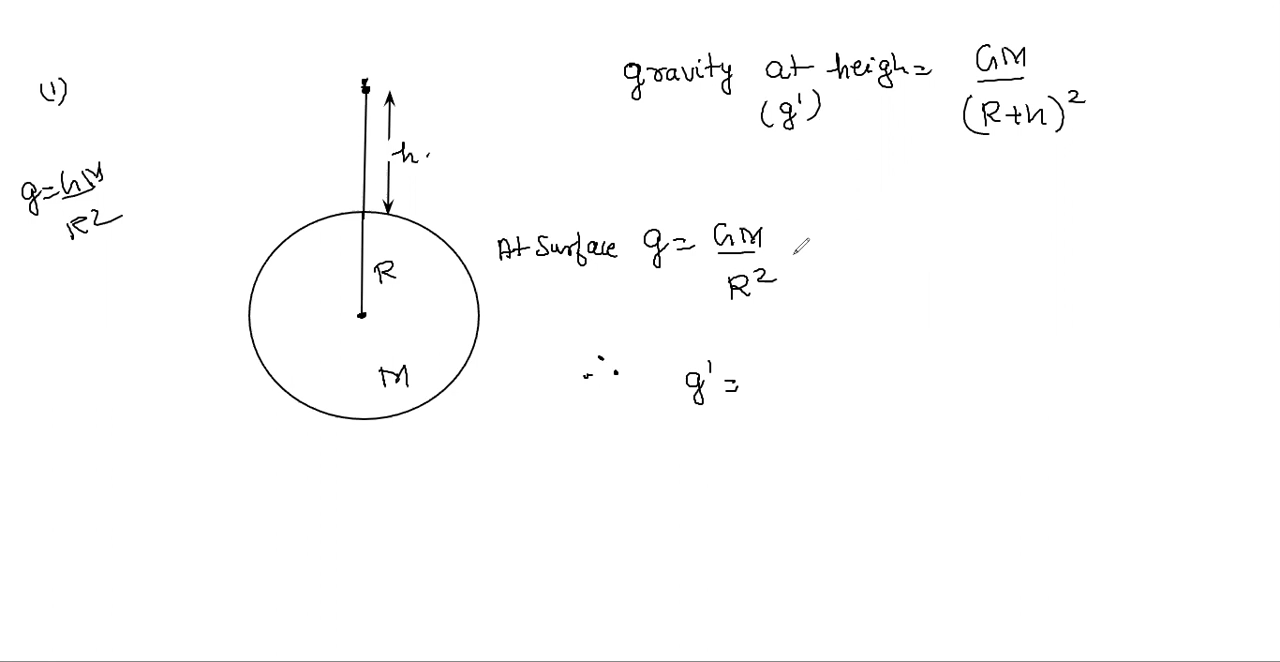 (1)
gravity at heigh= GM
(g') (R+h)²
g=GM
R²
h.
At Surface g= GM
R²
R
M
∴ g'=